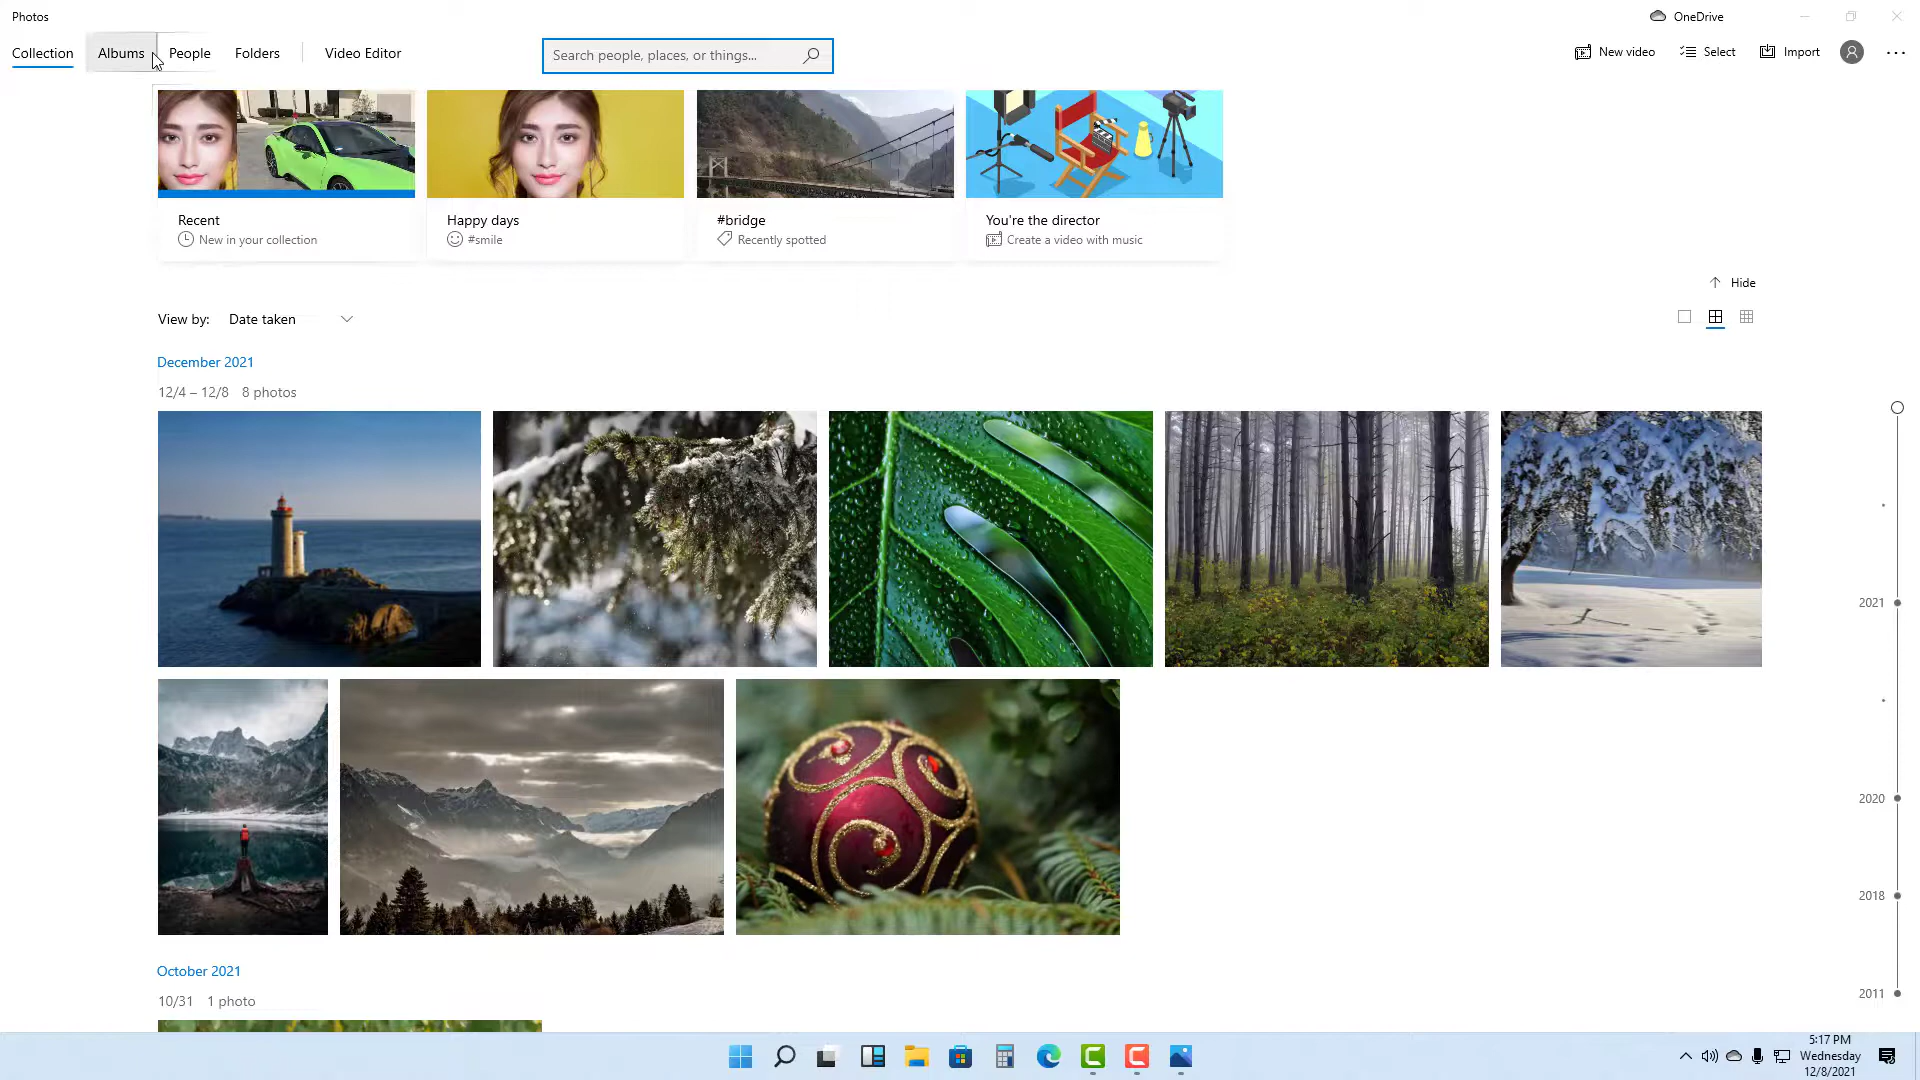 Photos
OneDrive
Collection Albums People Folders Video Editor
Search people, places, or things...
New video Select Import
Recent
New in your collection
Happy days
#smile
#bridge
Recently spotted
You're the director
Create a video with music
Hide
View by: Date taken
December 2021
12/4 – 12/8 8 photos
2021
2020
2018
2011
October 2021
10/31 1 photo
5:17 PM
Wednesday
12/8/2021